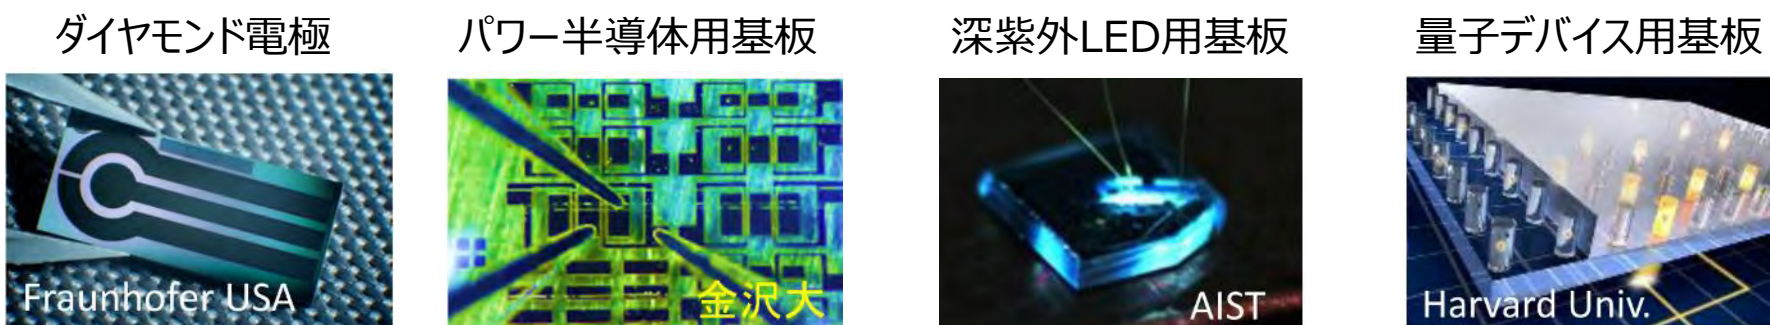 ダイヤモンド電極
パワー半導体用基板
深紫外LED用基板
量子デバイス用基板
Fraunhofer USA
金沢大
AIST
Harvard Univ.